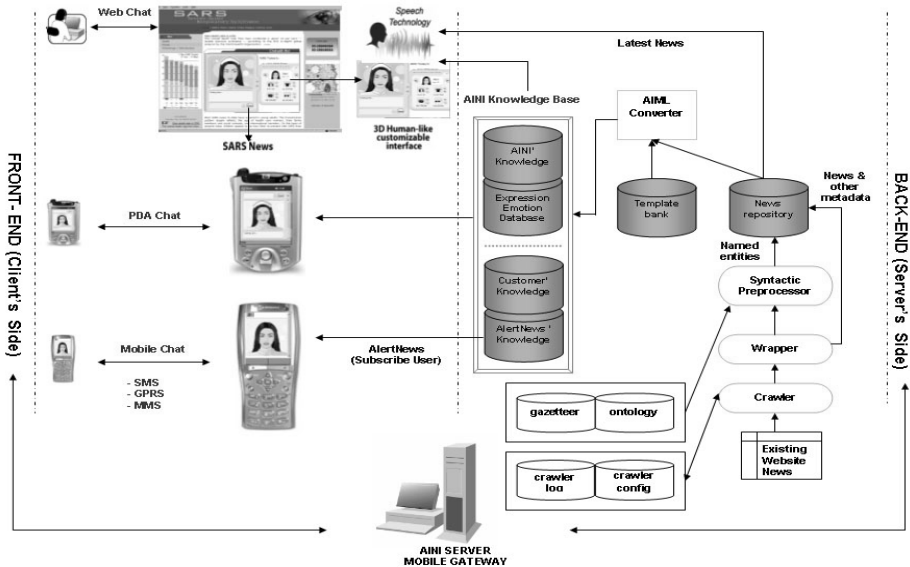 Web Chat
SARS
Speech
Technology
Latest News
AINI Knowledge Base
AIML
Converter
3D Human-like
customizable
interface
SARS News
AINI'
Knowledge
Expression
Emotion
Database
Template
bank
News
repository
News &
other
metadata
Named
entities
FRONT- END (Client's Side)
BACK-END (Server's Side)
PDA Chat
Customer'
Knowledge
AlertNews '
Knowledge
Syntactic
Preprocessor
Mobile Chat
- SMS
- GPRS
- MMS
AlertNews
(Subscribe User)
Wrapper
Crawler
gazetteer
ontology
Existing
Website
News
crawler
log
crawler
config
AINI SERVER
MOBILE GATEWAY